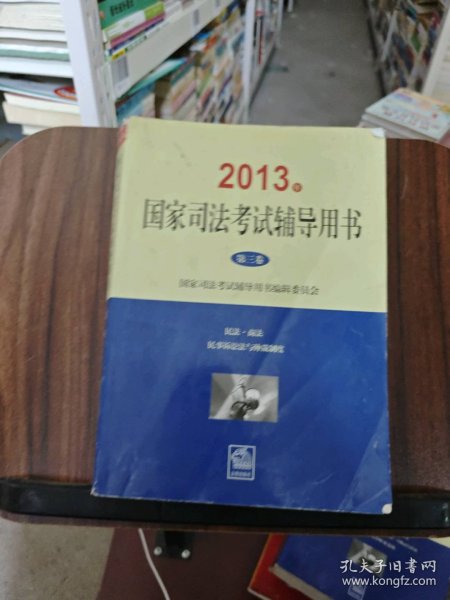 2013年
国家司法考试辅导用书
第三卷
国家司法考试辅导用书编辑委员会
民法·商法
民事诉讼法与仲裁制度
孔夫子旧书网
www.kongfz.com